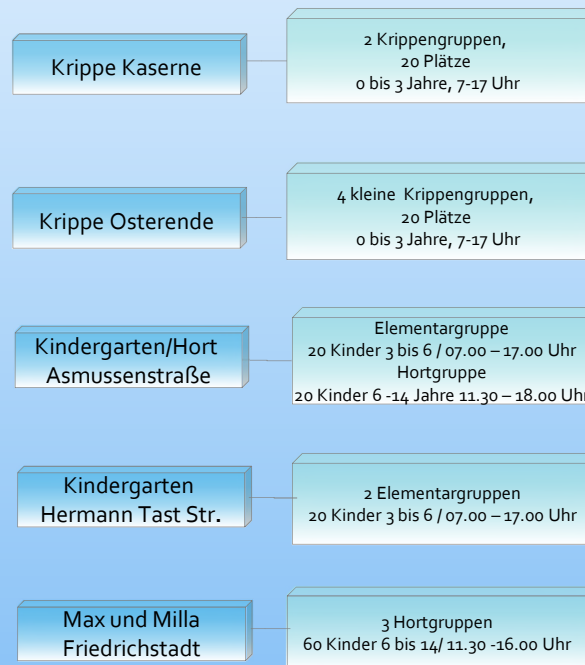 Krippe Kaserne
2 Krippengruppen,
20 Plätze
0 bis 3 Jahre, 7-17 Uhr
Krippe Osterende
4 kleine Krippengruppen,
20 Plätze
0 bis 3 Jahre, 7-17 Uhr
Kindergarten/Hort
Asmussenstraße
Elementargruppe
20 Kinder 3 bis 6 / 07.00 – 17.00 Uhr
Hortgruppe
20 Kinder 6 -14 Jahre 11.30 – 18.00 Uhr
Kindergarten
Hermann Tast Str.
2 Elementargruppen
20 Kinder 3 bis 6 / 07.00 – 17.00 Uhr
Max und Milla
Friedrichstadt
3 Hortgruppen
60 Kinder 6 bis 14/ 11.30 -16.00 Uhr